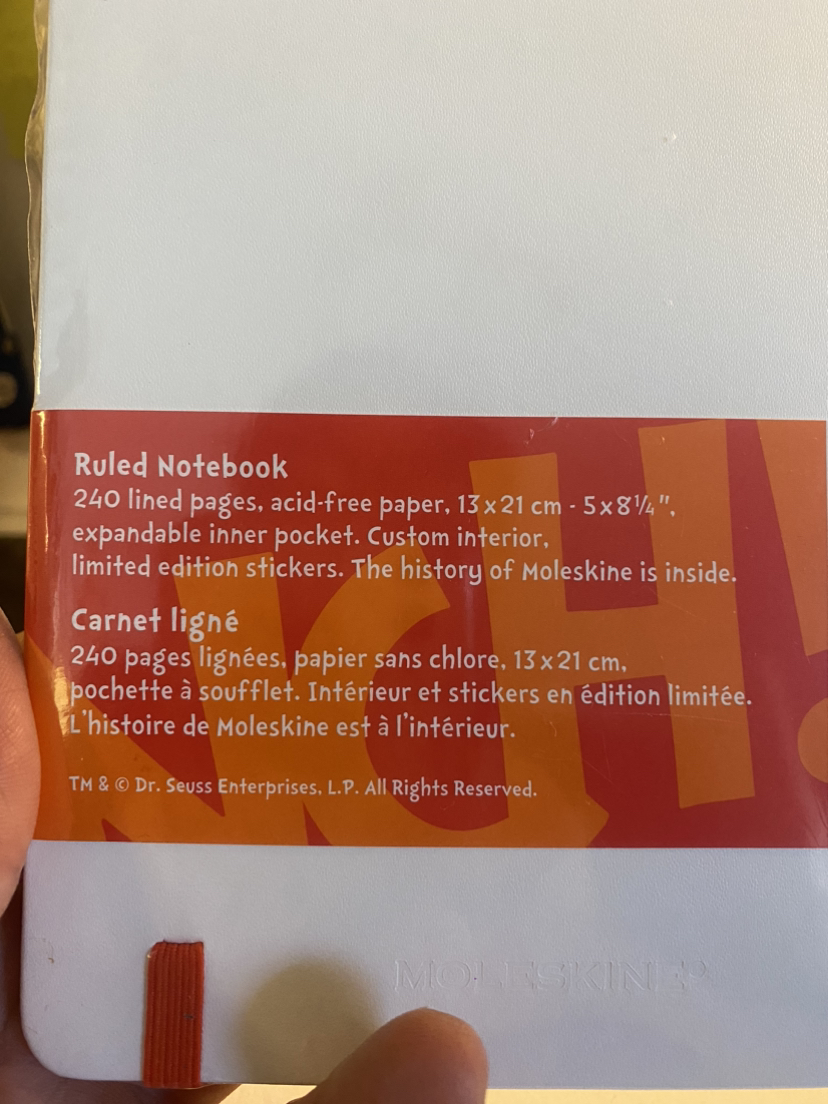 Ruled Notebook
240 lined pages, acid-free paper, 13x21 cm - 5x8¼",
expandable inner pocket. Custom interior,
limited edition stickers. The history of Moleskine is inside.
Carnet ligné
240 pages lignées, papier sans chlore, 13x21 cm,
pochette à soufflet. Intérieur et stickers en édition limitée.
L'histoire de Moleskine est à l'intérieur.
TM & © Dr. Seuss Enterprises, L.P. All Rights Reserved.
NCH!
MOLESKINE®